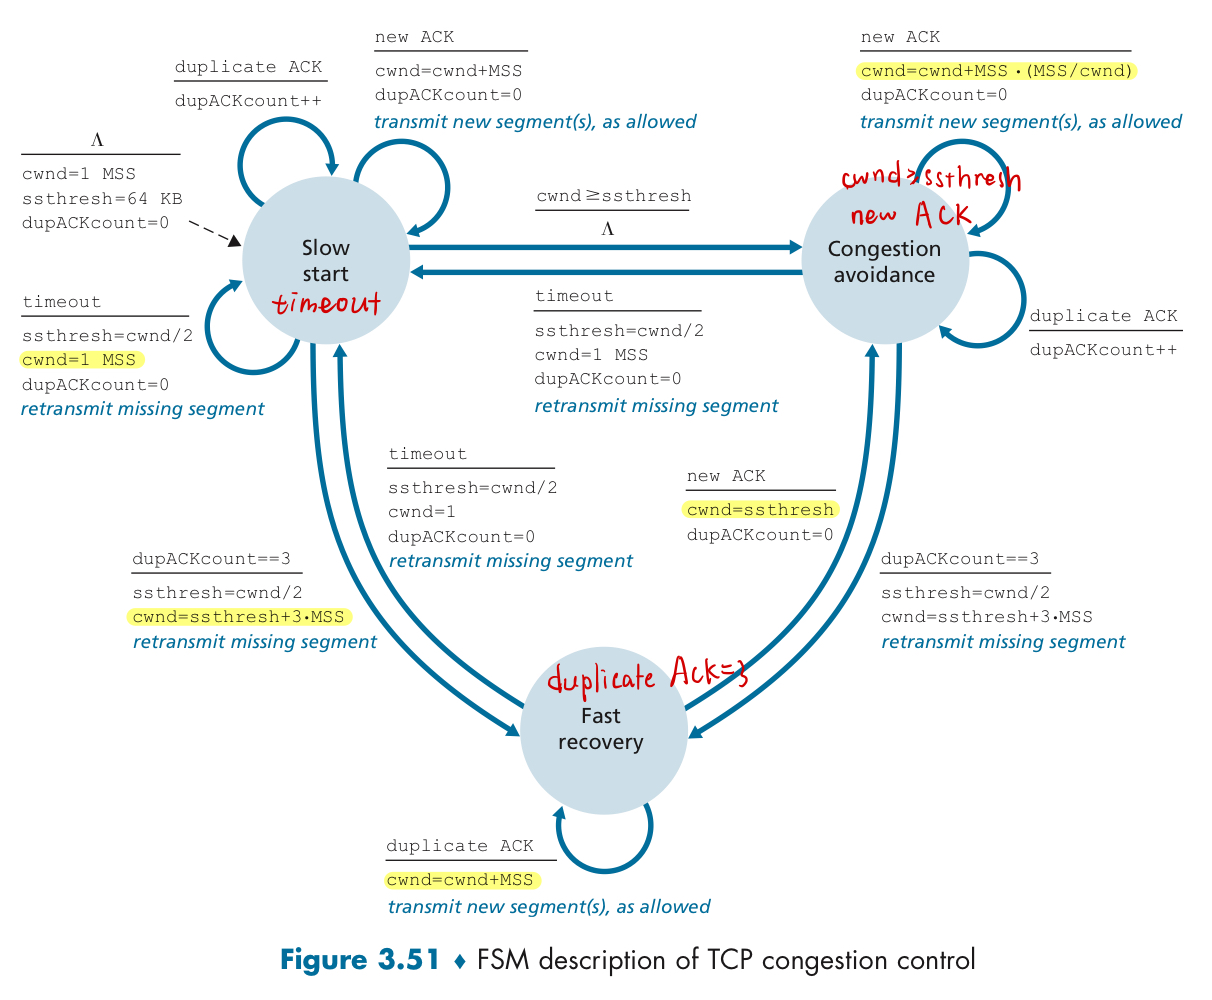 new ACK
cwnd=cwnd+MSS
dupACKcount=0
transmit new segment(s), as allowed
new ACK
cwnd=cwnd+MSS·(MSS/cwnd)
dupACKcount=0
transmit new segment(s), as allowed
duplicate ACK
dupACKcount++
Λ
cwnd=1 MSS
ssthresh=64 KB
dupACKcount=0
cwnd≥ssthresh
Λ
cwnd≥ssthresh
new ACK
Congestion
avoidance
Slow
start
timeout
timeout
ssthresh=cwnd/2
cwnd=1 MSS
dupACKcount=0
retransmit missing segment
timeout
ssthresh=cwnd/2
cwnd=1 MSS
dupACKcount=0
retransmit missing segment
duplicate ACK
dupACKcount++
timeout
ssthresh=cwnd/2
cwnd=1
dupACKcount=0
retransmit missing segment
new ACK
cwnd=ssthresh
dupACKcount=0
dupACKcount==3
ssthresh=cwnd/2
cwnd=ssthresh+3·MSS
retransmit missing segment
dupACKcount==3
ssthresh=cwnd/2
cwnd=ssthresh+3·MSS
retransmit missing segment
duplicate Ack=3
Fast
recovery
duplicate ACK
cwnd=cwnd+MSS
transmit new segment(s), as allowed
Figure 3.51 ♦ FSM description of TCP congestion control